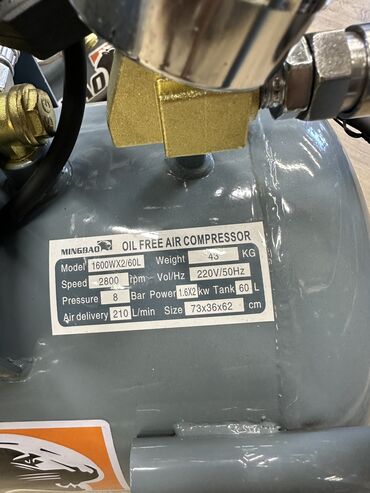 MINGBAO OIL FREE AIR COMPRESSOR
Model 1600WX2/60L Weight 43 KG
Speed 2800 rpm Vol/Hz 220V/50Hz
Pressure 8 Bar Power 1.6X2 kw Tank 60 L
Air delivery 210 L/min Size 73x36x62 cm